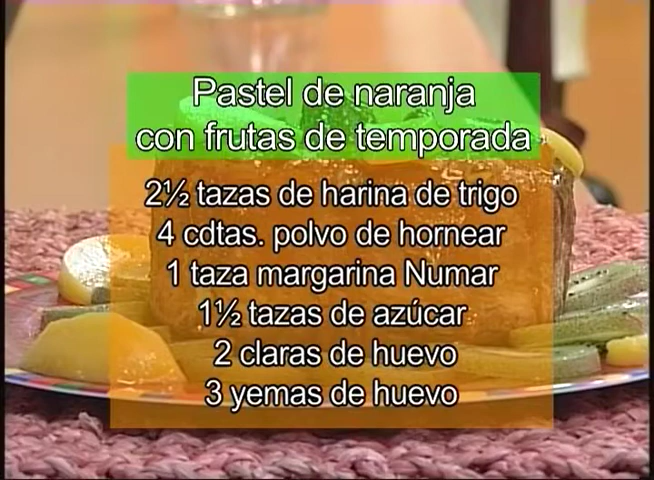 Pastel de naranja
con frutas de temporada
2½ tazas de harina de trigo
4 cdtas. polvo de hornear
1 taza margarina Numar
1½ tazas de azúcar
2 claras de huevo
3 yemas de huevo